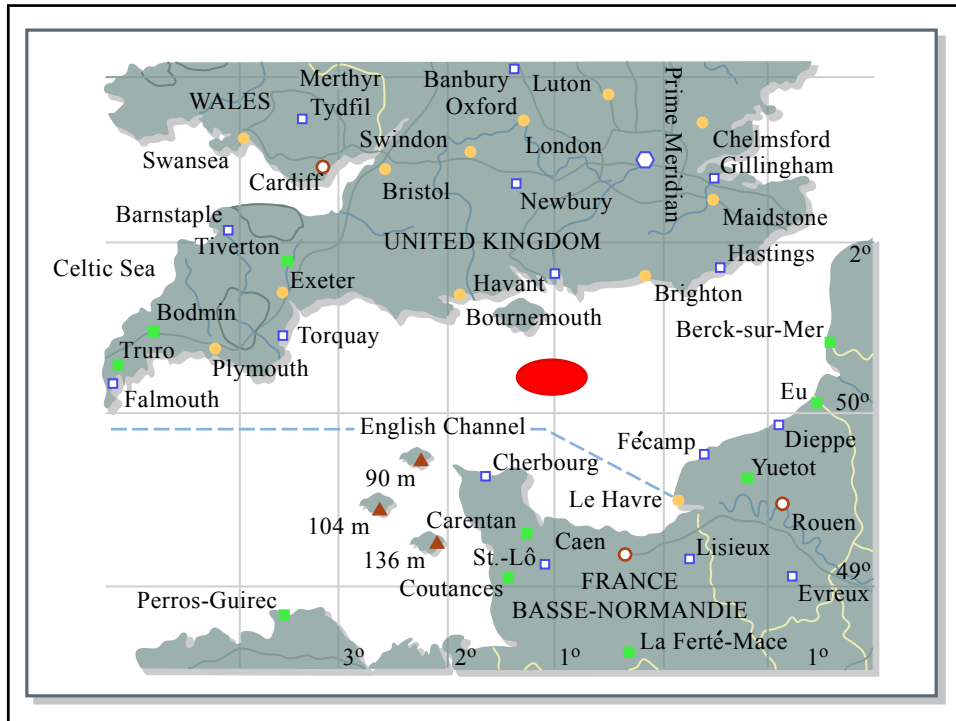 Merthyr
Tydfil
WALES
Banbury
Luton
Oxford
Prime Meridian
Swansea
Swindon
London
Chelmsford
Cardiff
Bristol
Newbury
Gillingham
Barnstaple
Maidstone
Tiverton
UNITED KINGDOM
Hastings
2º
Celtic Sea
Exeter
Havant
Brighton
Bodmin
Bournemouth
Torquay
Berck-sur-Mer
Truro
Plymouth
Falmouth
Eu
50º
English Channel
Fécamp
Dieppe
Cherbourg
Yuetot
90 m
Le Havre
104 m
Carentan
Rouen
136 m
St.-Lô
Caen
Lisieux
Coutances
FRANCE
49º
Evreux
Perros-Guirec
BASSE-NORMANDIE
La Ferté-Mace
3º
2º
1º
1º